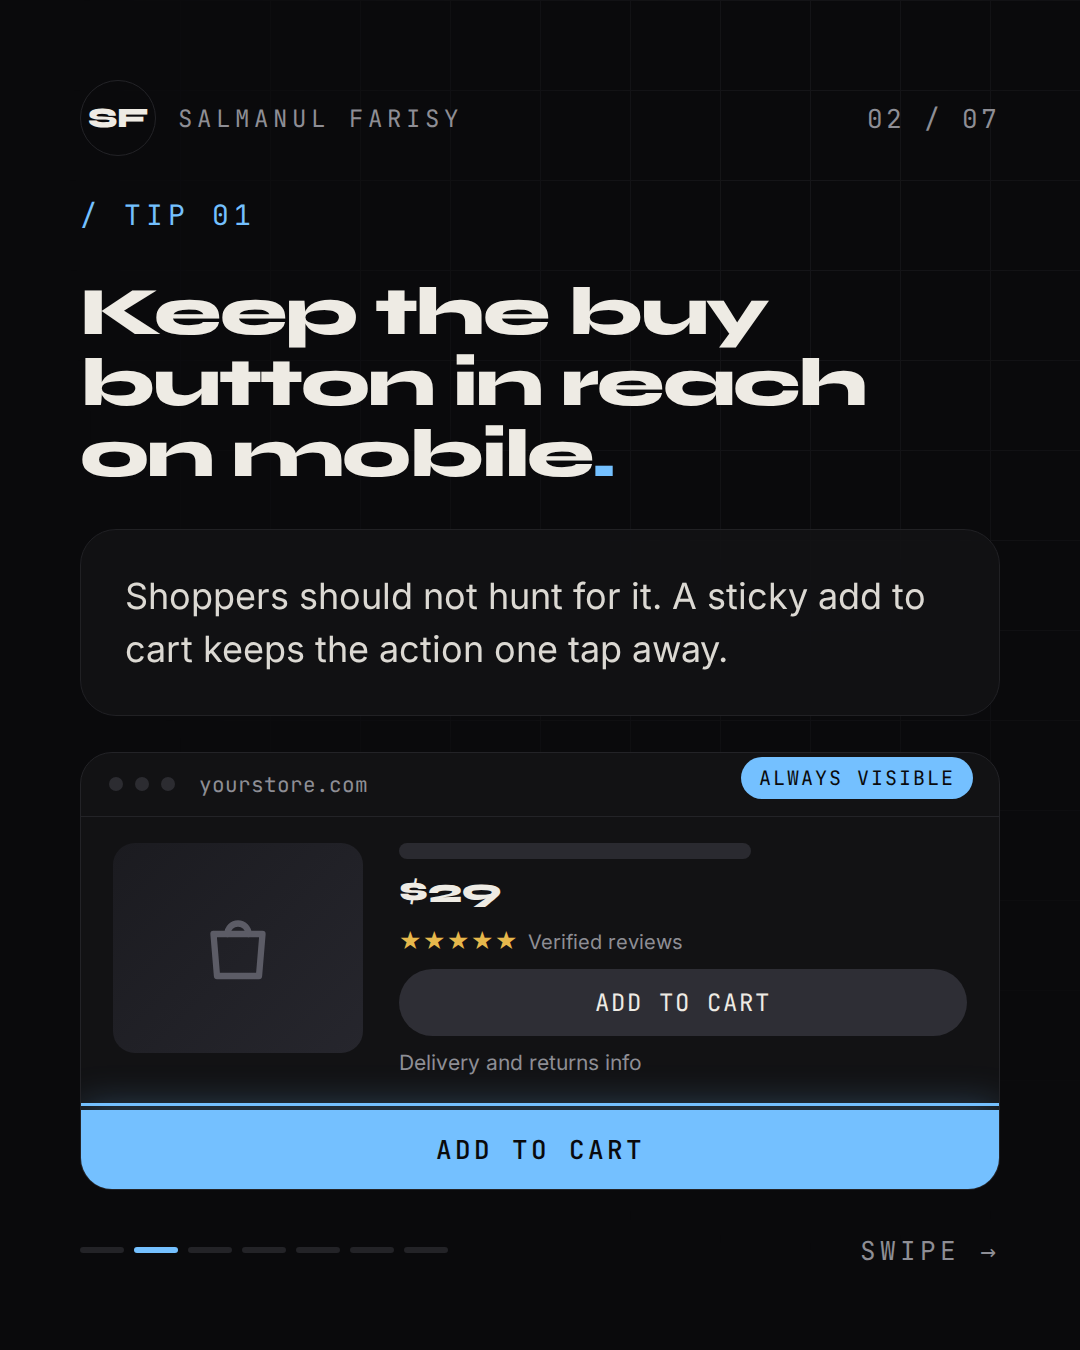 SF SALMANUL FARISY
02 / 07
/ TIP 01
Keep the buy
button in reach
on mobile.
Shoppers should not hunt for it. A sticky add to
cart keeps the action one tap away.
yourstore.com
ALWAYS VISIBLE
$29
★★★★★ Verified reviews
ADD TO CART
Delivery and returns info
ADD TO CART
SWIPE →